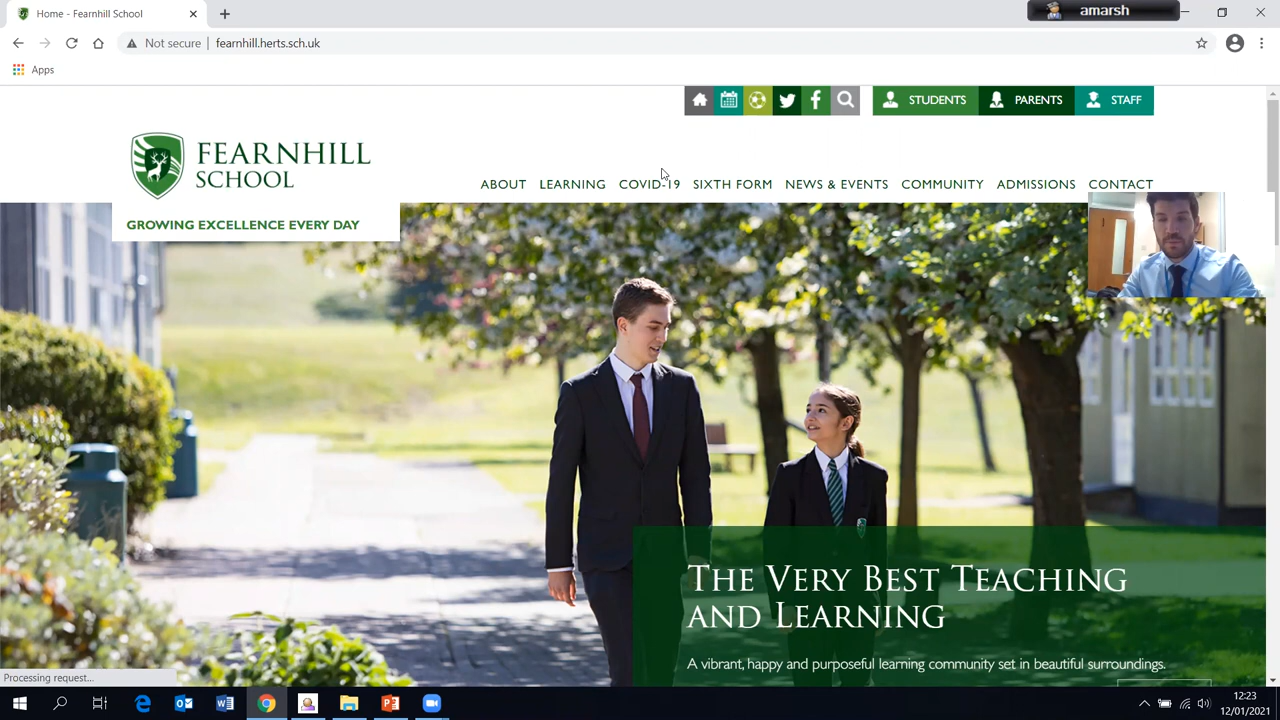 Home - Fearnhill School
amarsh
Not secure
fearnhill.herts.sch.uk
Apps
STUDENTS
PARENTS
STAFF
FEARNHILL
SCHOOL
GROWING EXCELLENCE EVERY DAY
ABOUT
LEARNING
COVID-19
SIXTH FORM
NEWS & EVENTS
COMMUNITY
ADMISSIONS
CONTACT
THE VERY BEST TEACHING
AND LEARNING
A vibrant, happy and purposeful learning community set in beautiful surroundings.
Processing request...
12:23
12/01/2021